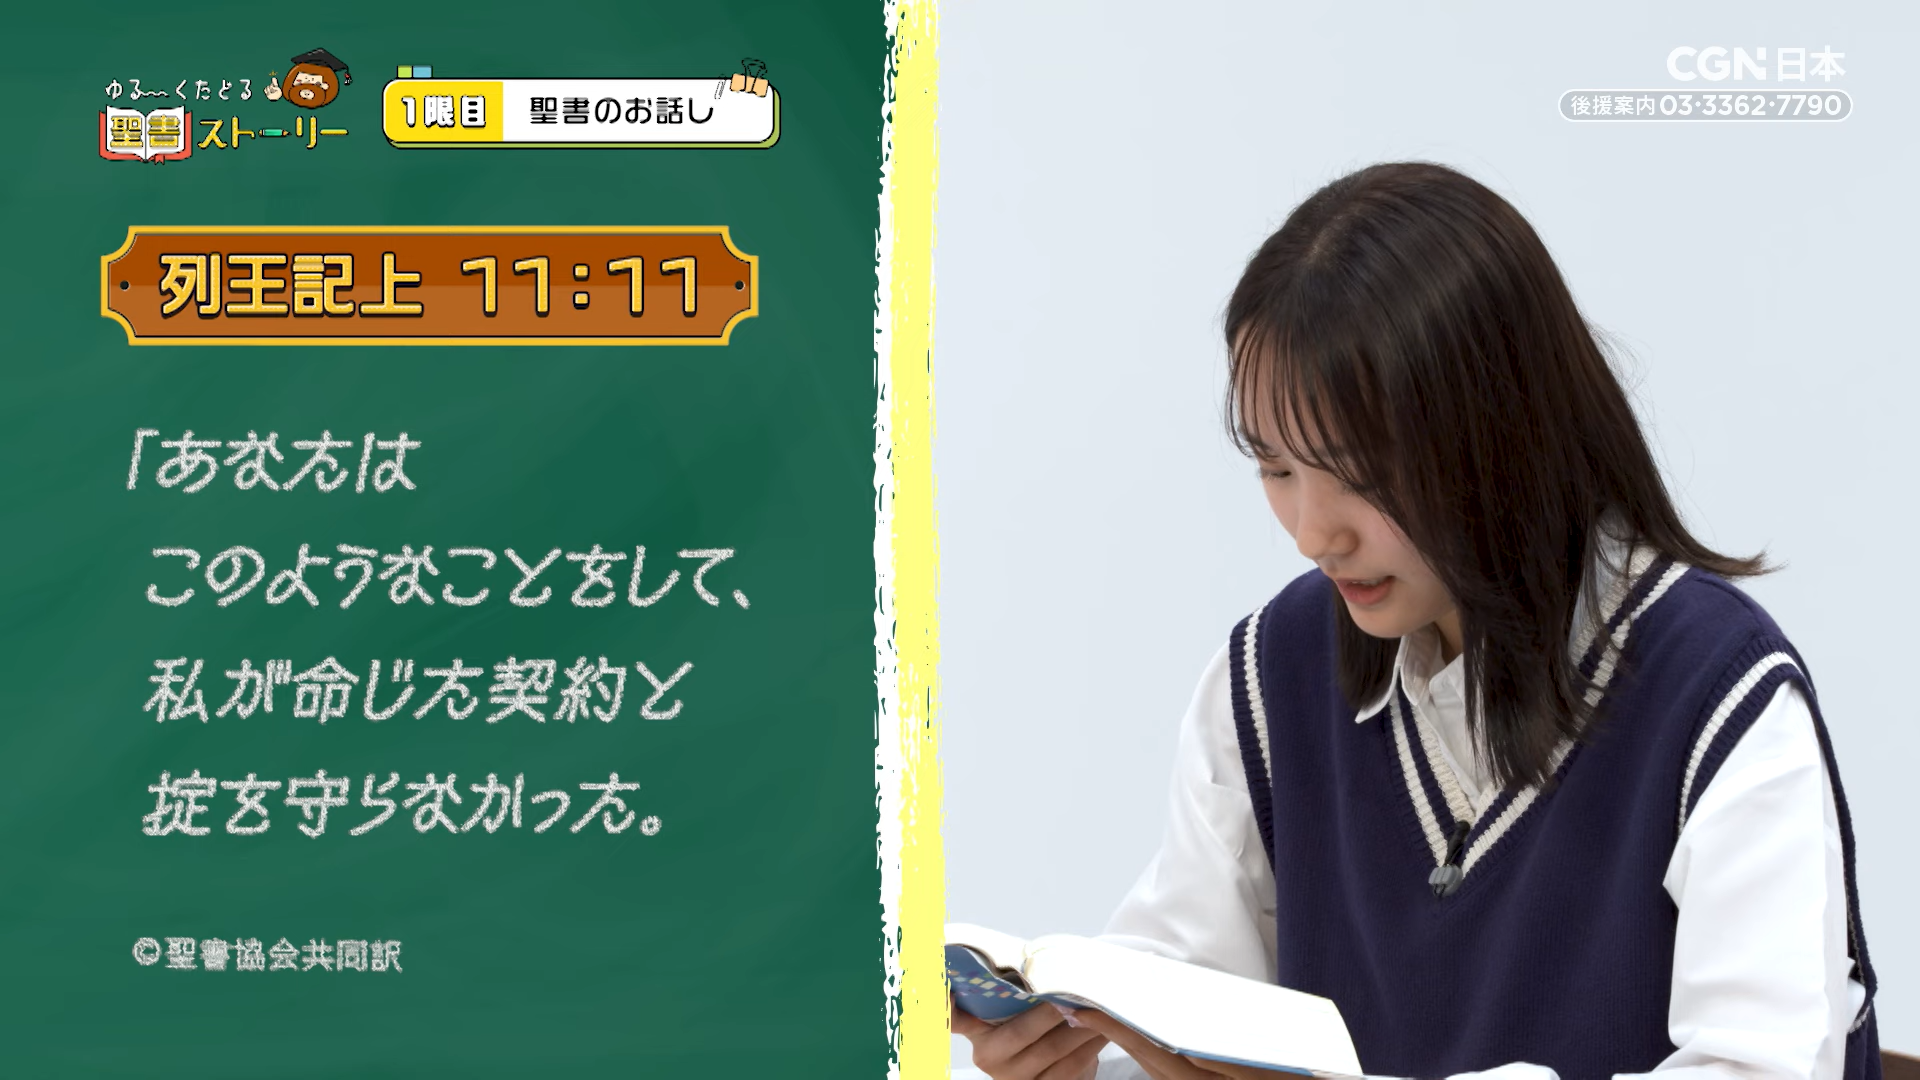 ゆる〜くたどる
聖書ストーリー
1限目 聖書のお話し
CGN日本
後援案内 03·3362·7790
列王記上 11:11
「あなたは
このようなことをして、
私が命じた契約と
掟を守らなかった。
©聖書協会共同訳